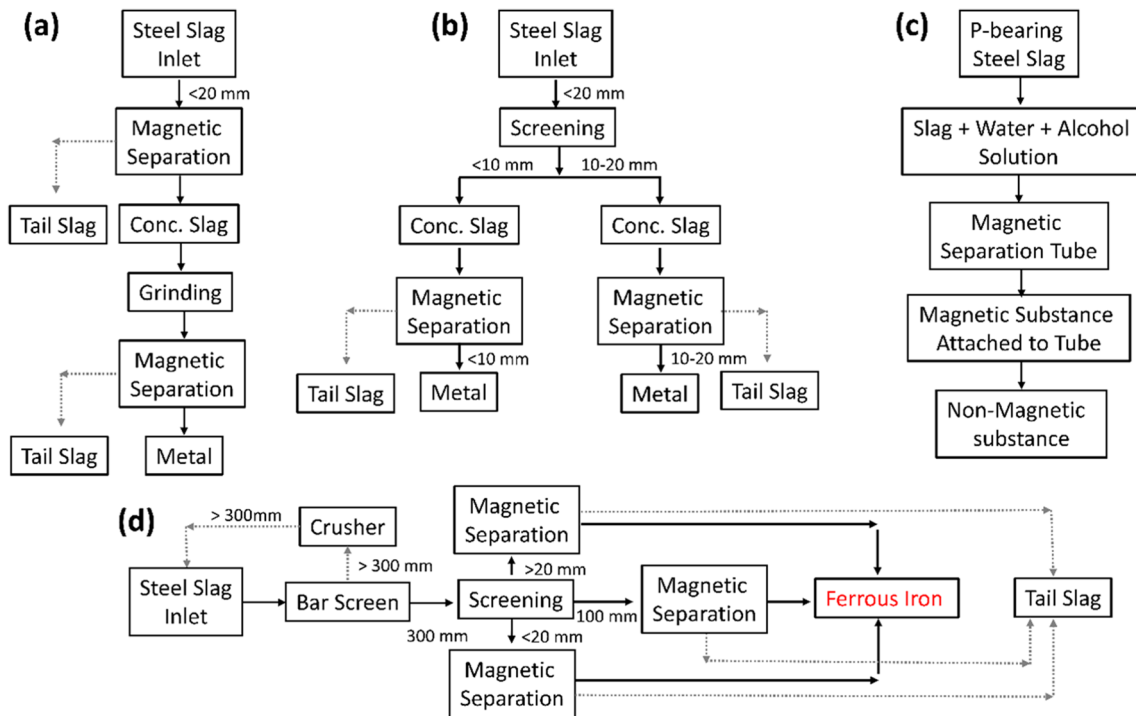 (a)
Steel Slag
Inlet
<20 mm
Magnetic
Separation
Tail Slag
Conc. Slag
Grinding
Magnetic
Separation
Tail Slag
Metal
(b)
Steel Slag
Inlet
<20 mm
Screening
<10 mm
10-20 mm
Conc. Slag
Conc. Slag
Magnetic
Separation
Magnetic
Separation
<10 mm
10-20 mm
Tail Slag
Metal
Metal
Tail Slag
(c)
P-bearing
Steel Slag
Slag + Water + Alcohol
Solution
Magnetic
Separation Tube
Magnetic Substance
Attached to Tube
Non-Magnetic
substance
(d)
> 300mm
Crusher
> 300 mm
Steel Slag
Inlet
Bar Screen
300 mm
Magnetic
Separation
>20 mm
Screening
100 mm
<20 mm
Magnetic
Separation
Magnetic
Separation
Ferrous Iron
Tail Slag